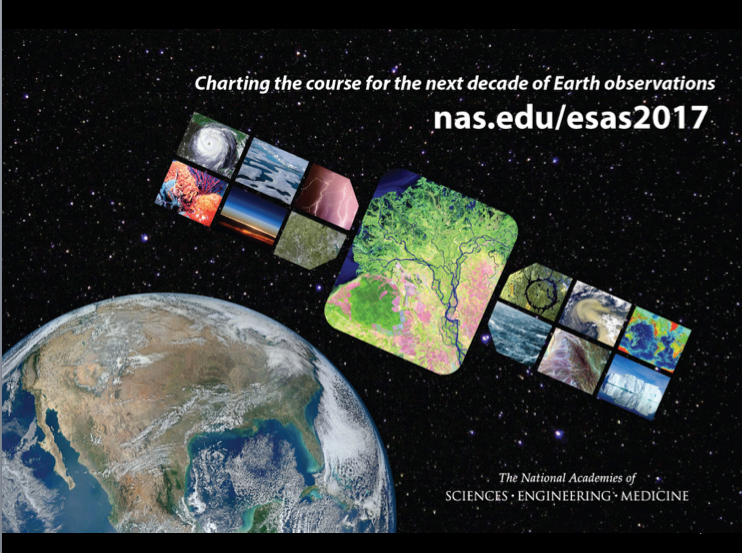 Charting the course for the next decade of Earth observations
nas.edu/esas2017
The National Academies of
SCIENCES · ENGINEERING · MEDICINE